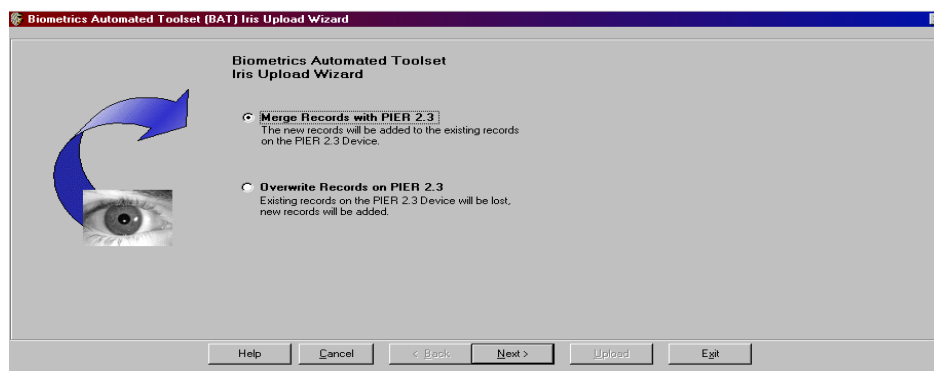 Biometrics Automated Toolset (BAT) Iris Upload Wizard
Biometrics Automated Toolset
Iris Upload Wizard
Merge Records with PIER 2.3
The new records will be added to the existing records
on the PIER 2.3 Device.
Overwrite Records on PIER 2.3
Existing records on the PIER 2.3 Device will be lost,
new records will be added.
Help Cancel < Back Next > Upload Exit